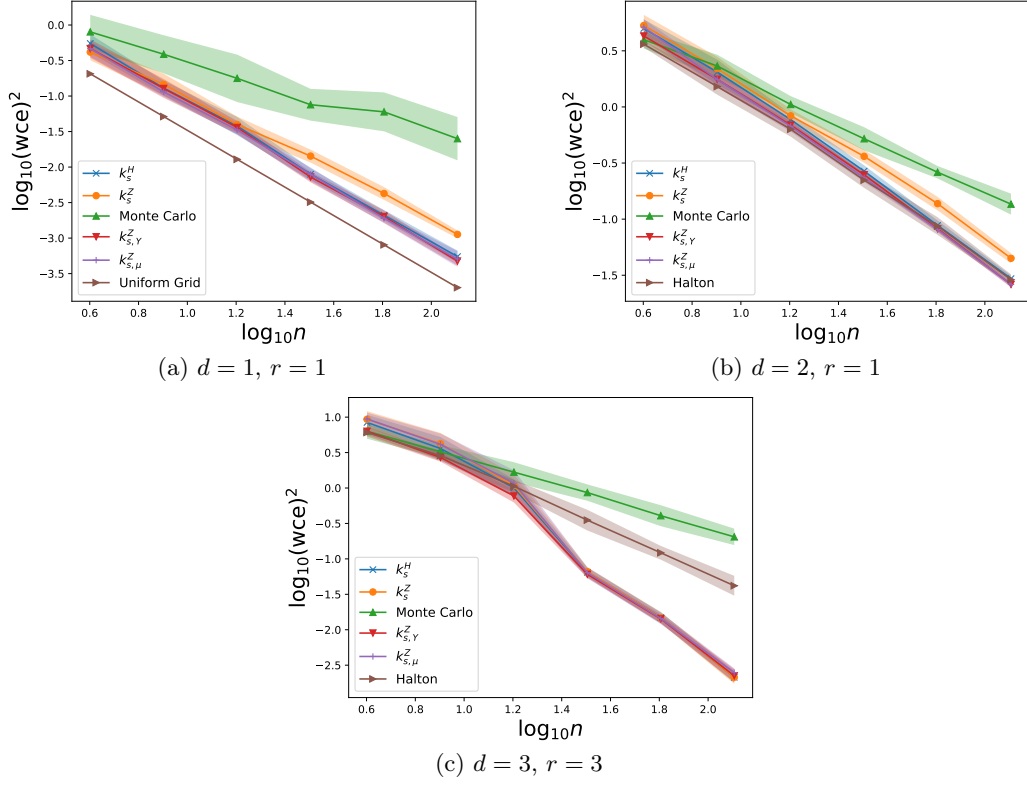 0.0
−0.5
−1.0
−1.5
−2.0
−2.5
−3.0
−3.5
log₁₀(wce)²
k_s^H
k_s^Z
Monte Carlo
k_{s,Y}^Z
k_{s,μ}^Z
Uniform Grid
0.6 0.8 1.0 1.2 1.4 1.6 1.8 2.0
log₁₀n
(a) d = 1, r = 1
0.5
0.0
−0.5
−1.0
−1.5
log₁₀(wce)²
k_s^H
k_s^Z
Monte Carlo
k_{s,Y}^Z
k_{s,μ}^Z
Halton
0.6 0.8 1.0 1.2 1.4 1.6 1.8 2.0
log₁₀n
(b) d = 2, r = 1
1.0
0.5
0.0
−0.5
−1.0
−1.5
−2.0
−2.5
log₁₀(wce)²
k_s^H
k_s^Z
Monte Carlo
k_{s,Y}^Z
k_{s,μ}^Z
Halton
0.6 0.8 1.0 1.2 1.4 1.6 1.8 2.0
log₁₀n
(c) d = 3, r = 3